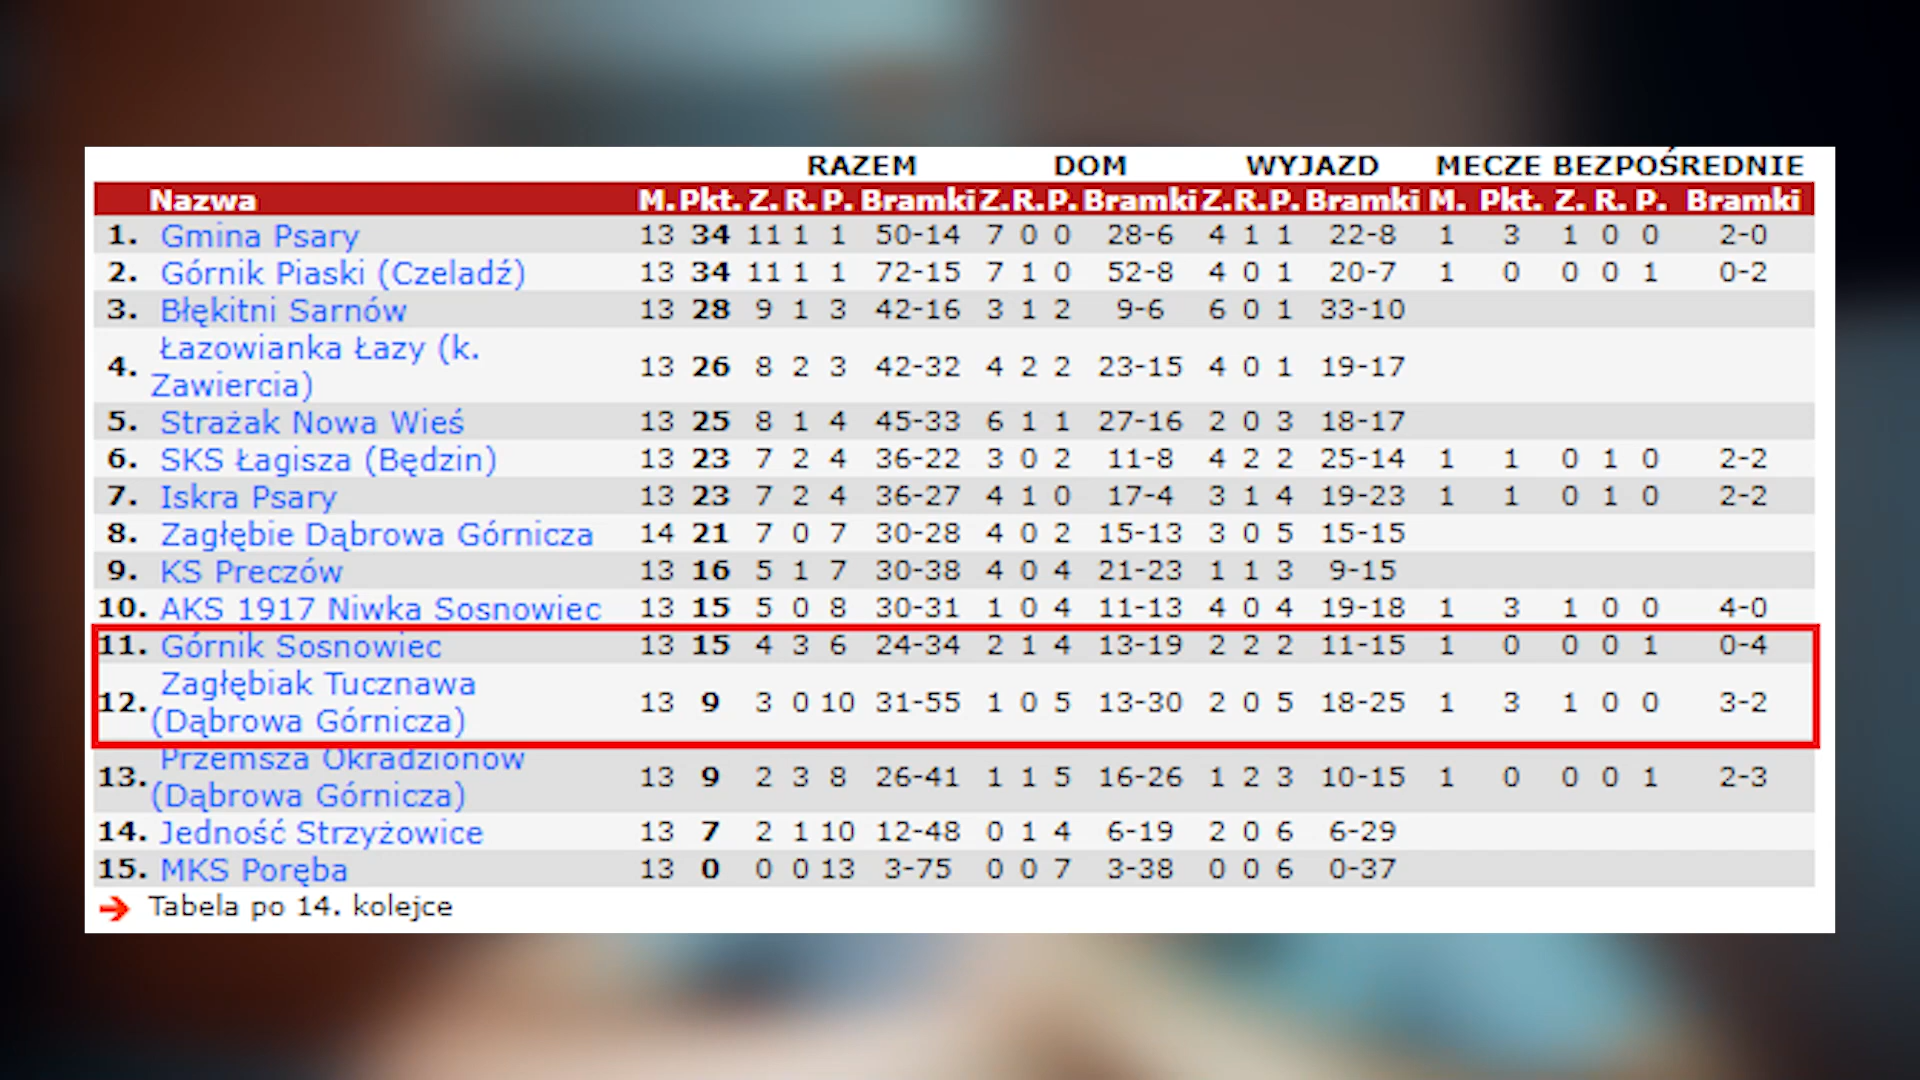 RAZEM DOM WYJAZD MECZE BEZPOŚREDNIE
Nazwa M. Pkt. Z. R. P. Bramki Z. R. P. Bramki Z. R. P. Bramki M. Pkt. Z. R. P. Bramki
1. Gmina Psary 13 34 11 1 1 50-14 7 0 0 28-6 4 1 1 22-8 1 3 1 0 0 2-0
2. Górnik Piaski (Czeladź) 13 34 11 1 1 72-15 7 1 0 52-8 4 0 1 20-7 1 0 0 0 1 0-2
3. Błękitni Sarnów 13 28 9 1 3 42-16 3 1 2 9-6 6 0 1 33-10
4. Łazowianka Łazy (k.
Zawiercia) 13 26 8 2 3 42-32 4 2 2 23-15 4 0 1 19-17
5. Strażak Nowa Wieś 13 25 8 1 4 45-33 6 1 1 27-16 2 0 3 18-17
6. SKS Łagisza (Będzin) 13 23 7 2 4 36-22 3 0 2 11-8 4 2 2 25-14 1 1 0 1 0 2-2
7. Iskra Psary 13 23 7 2 4 36-27 4 1 0 17-4 3 1 4 19-23 1 1 0 1 0 2-2
8. Zagłębie Dąbrowa Górnicza 14 21 7 0 7 30-28 4 0 2 15-13 3 0 5 15-15
9. KS Preczów 13 16 5 1 7 30-38 4 0 4 21-23 1 1 3 9-15
10. AKS 1917 Niwka Sosnowiec 13 15 5 0 8 30-31 1 0 4 11-13 4 0 4 19-18 1 3 1 0 0 4-0
11. Górnik Sosnowiec 13 15 4 3 6 24-34 2 1 4 13-19 2 2 2 11-15 1 0 0 0 1 0-4
12. Zagłębiak Tucznawa
(Dąbrowa Górnicza) 13 9 3 0 10 31-55 1 0 5 13-30 2 0 5 18-25 1 3 1 0 0 3-2
13. Przemsza Okradzionów
(Dąbrowa Górnicza) 13 9 2 3 8 26-41 1 1 5 16-26 1 2 3 10-15 1 0 0 0 1 2-3
14. Jedność Strzyżowice 13 7 2 1 10 12-48 0 1 4 6-19 2 0 6 6-29
15. MKS Poręba 13 0 0 0 13 3-75 0 0 7 3-38 0 0 6 0-37
Tabela po 14. kolejce